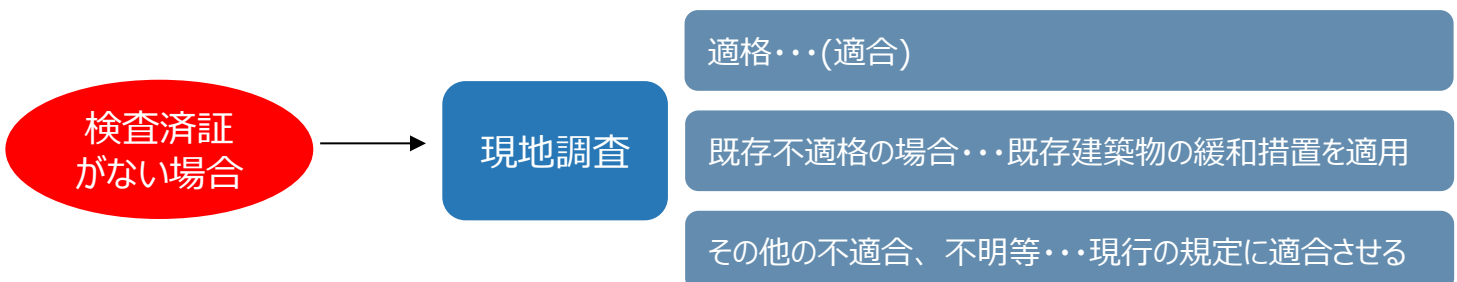 検査済証
がない場合
現地調査
適格・・・(適合)
既存不適格の場合・・・既存建築物の緩和措置を適用
その他の不適合、不明等・・・現行の規定に適合させる